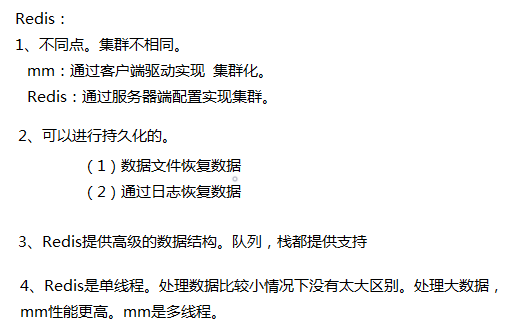 Redis：
1、不同点。集群不相同。
mm：通过客户端驱动实现 集群化。
Redis：通过服务器端配置实现集群。
2、可以进行持久化的。
（1）数据文件恢复数据
（2）通过日志恢复数据
3、Redis提供高级的数据结构。队列，栈都提供支持
4、Redis是单线程。处理数据比较小情况下没有太大区别。处理大数据，
mm性能更高。mm是多线程。